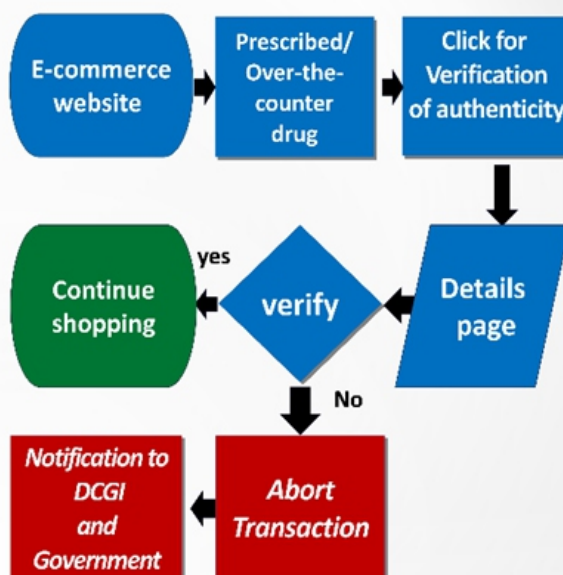 E-commerce
website
Prescribed/
Over-the-
counter
drug
Click for
Verification
of authenticity
Details
page
verify
yes
Continue
shopping
No
Abort
Transaction
Notification to
DCGI
and
Government